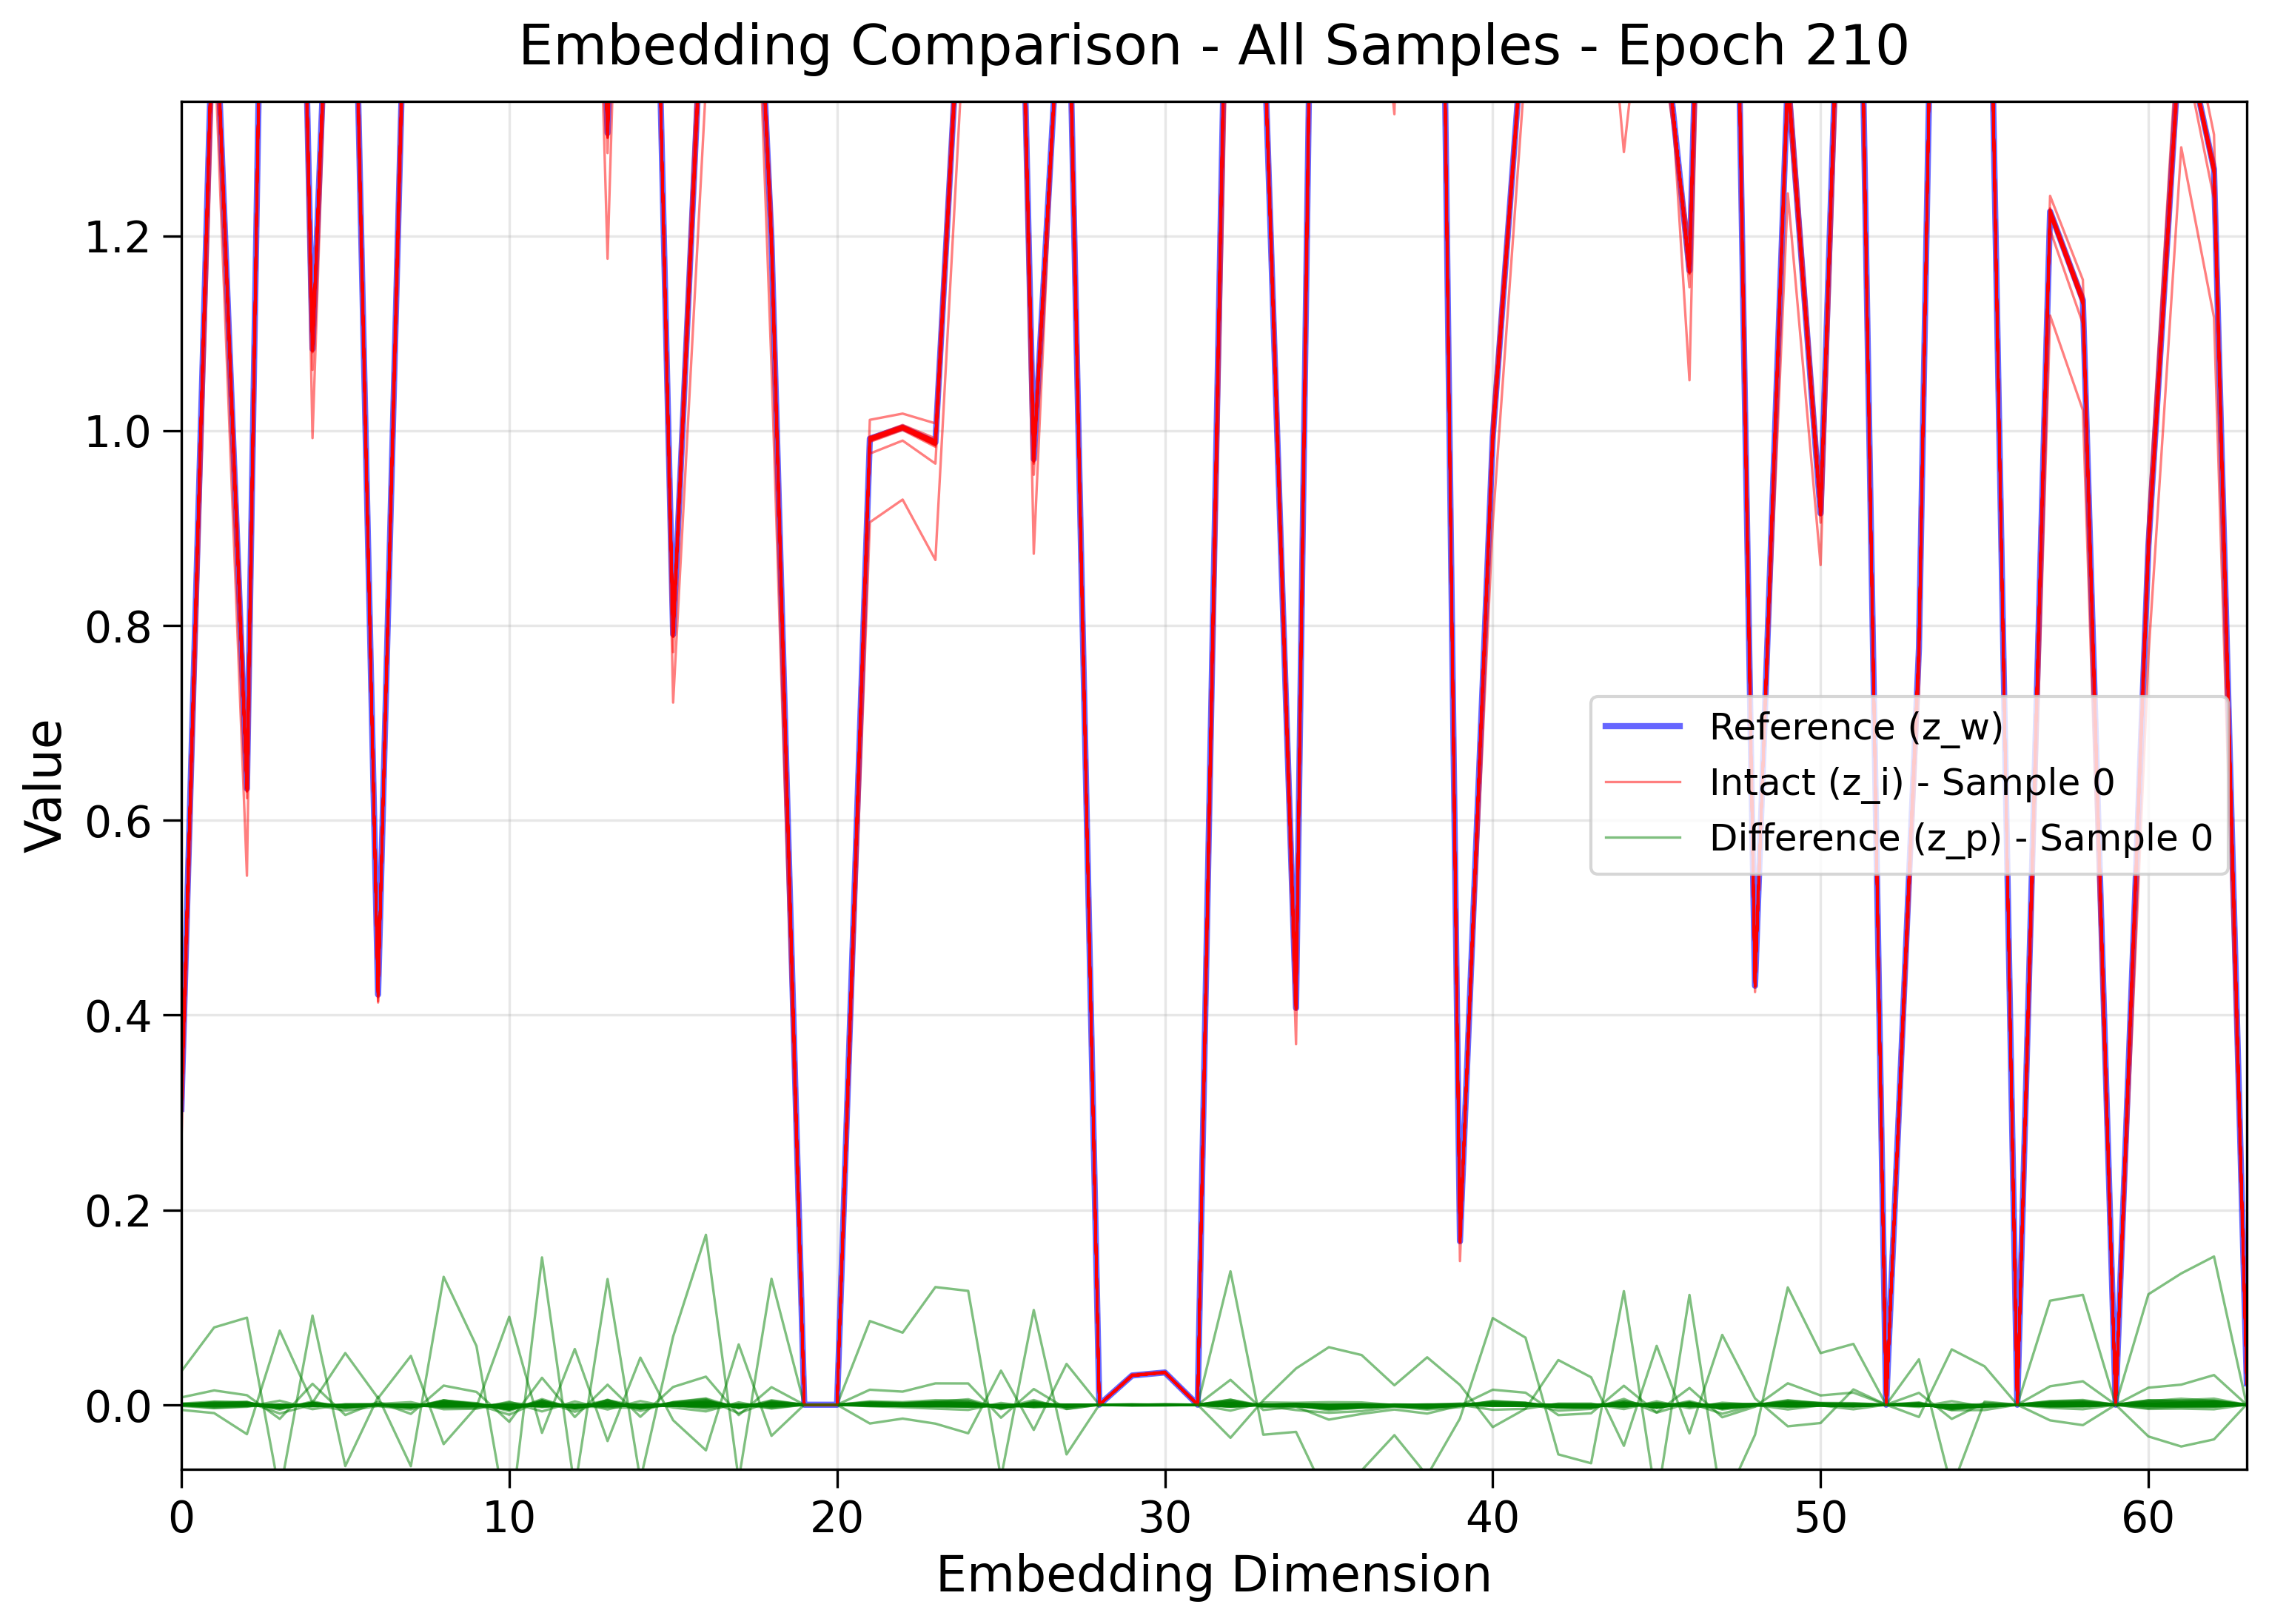 Embedding Comparison - All Samples - Epoch 210
Value
1.2
1.0
0.8
0.6
0.4
0.2
0.0
Reference (z_w)
Intact (z_i) - Sample 0
Difference (z_p) - Sample 0
0 10 20 30 40 50 60
Embedding Dimension